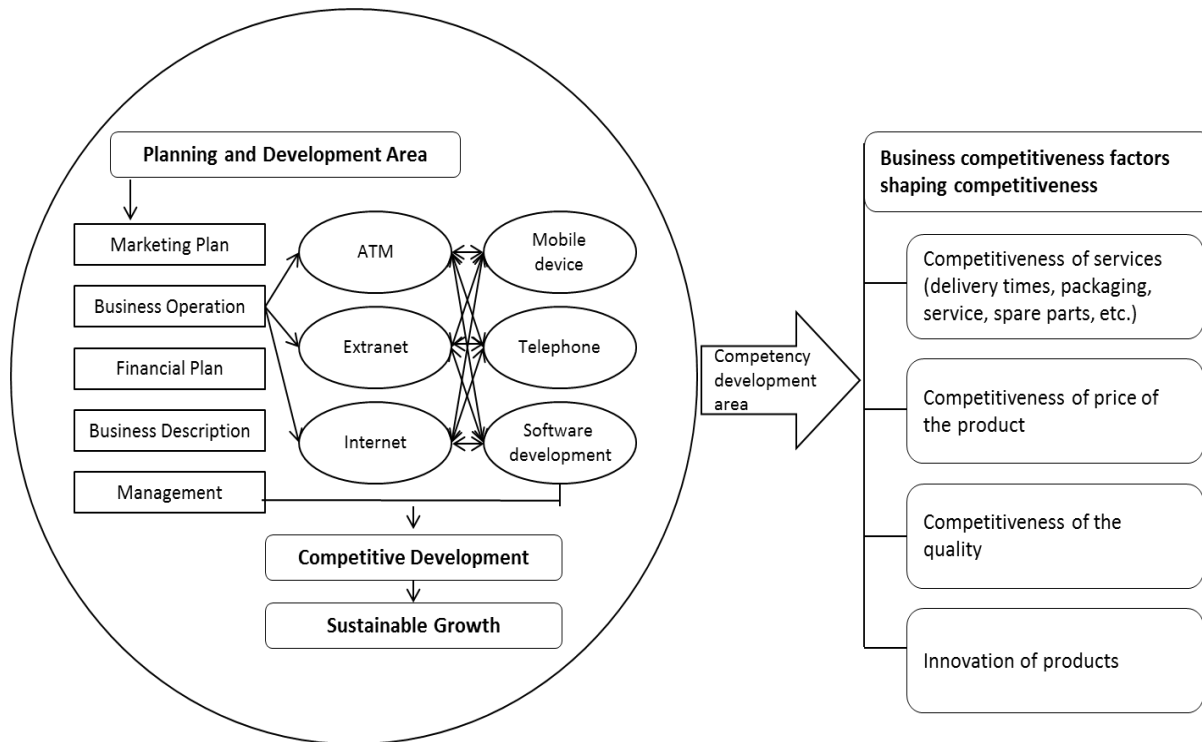 Planning and Development Area
Marketing Plan
Business Operation
Financial Plan
Business Description
Management
ATM
Extranet
Internet
Mobile
device
Telephone
Software
development
Competitive Development
Sustainable Growth
Competency
development
area
Business competitiveness factors
shaping competitiveness
Competitiveness of services
(delivery times, packaging,
service, spare parts, etc.)
Competitiveness of price of
the product
Competitiveness of the
quality
Innovation of products